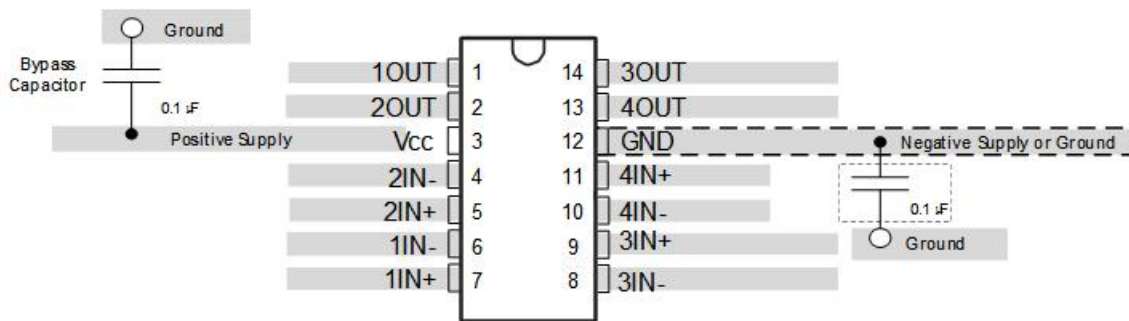 Ground
Bypass
Capacitor
0.1 µF
Positive Supply
1OUT 1 14 3OUT
2OUT 2 13 4OUT
Vcc 3 12 GND
2IN- 4 11 4IN+
2IN+ 5 10 4IN-
1IN- 6 9 3IN+
1IN+ 7 8 3IN-
Negative Supply or Ground
0.1 µF
Ground